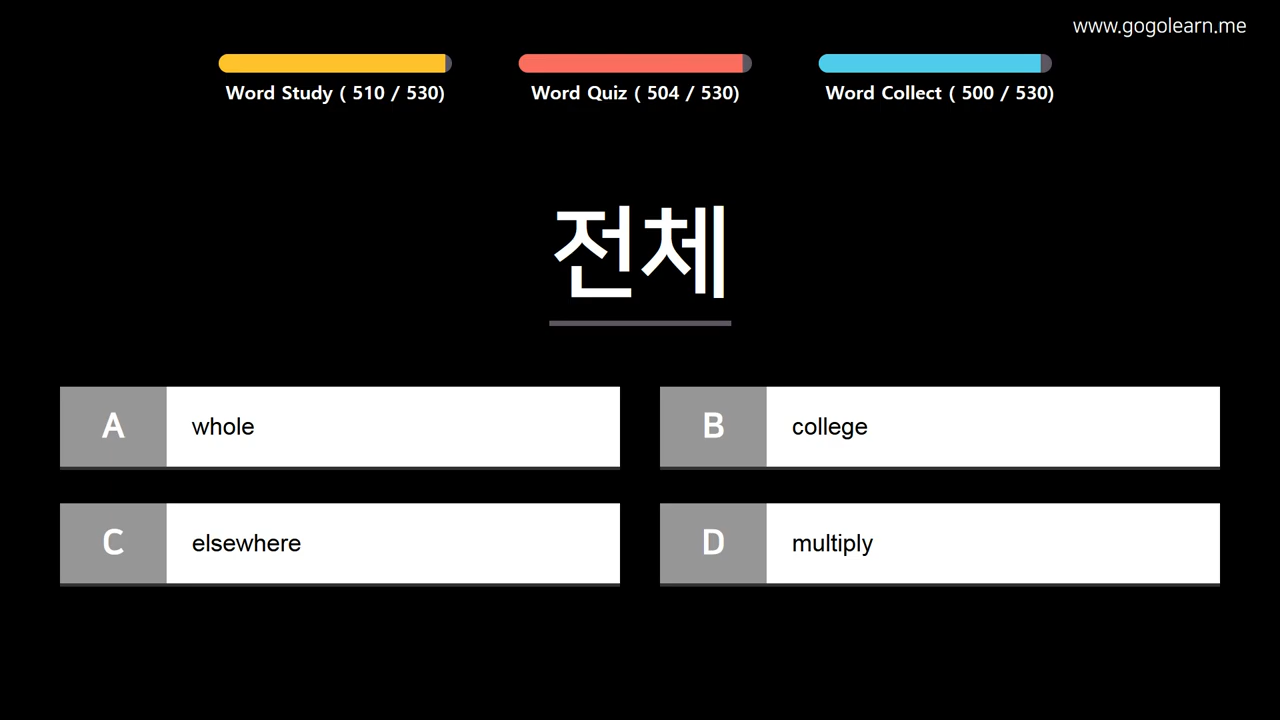 www.gogolearn.me
Word Study ( 510 / 530)
Word Quiz ( 504 / 530)
Word Collect ( 500 / 530)
전체
A whole
B college
C elsewhere
D multiply